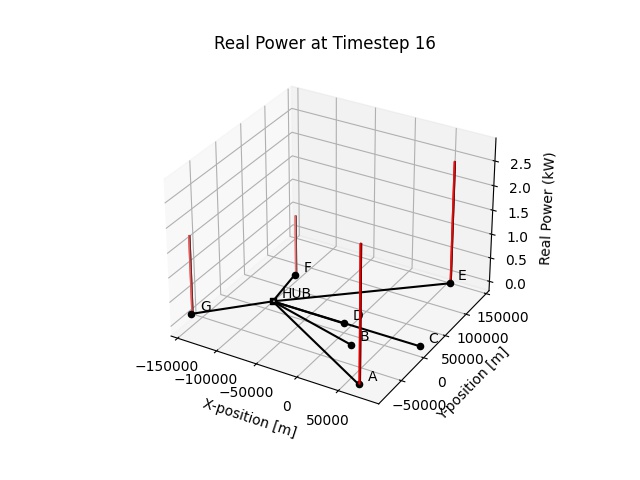 Real Power at Timestep 16
2.5
2.0
1.5
1.0
0.5
0.0
Real Power (kW)
F
E
HUB
G
D
B
C
A
150000
100000
50000
0
−50000
Y-position [m]
−150000
−100000
−50000
0
50000
X-position [m]